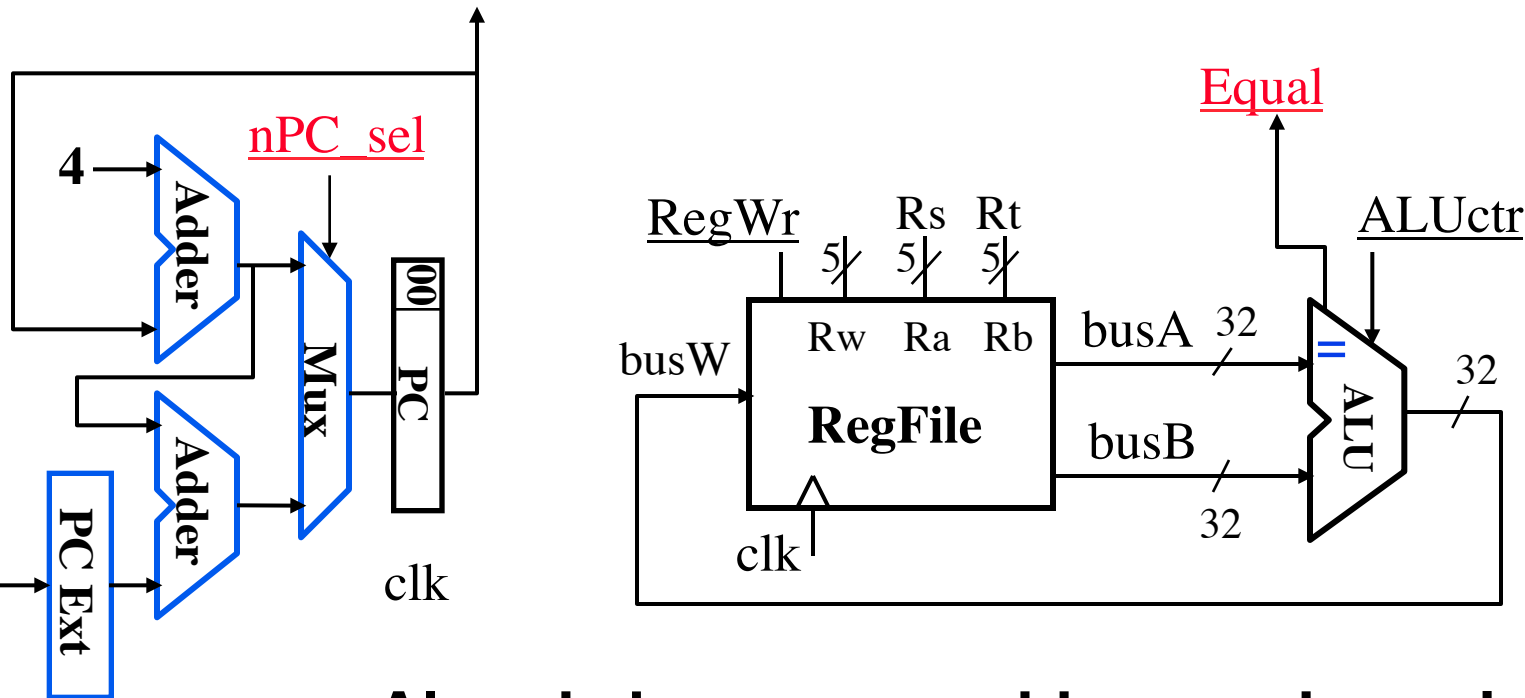 Equal
nPC_sel
4
Adder
RegWr
Rs
Rt
ALUctr
5
5
5
00
PC
Mux
Rw
Ra
Rb
busW
RegFile
clk
busA
32
busB
32
=
ALU
32
Adder
PC Ext
clk